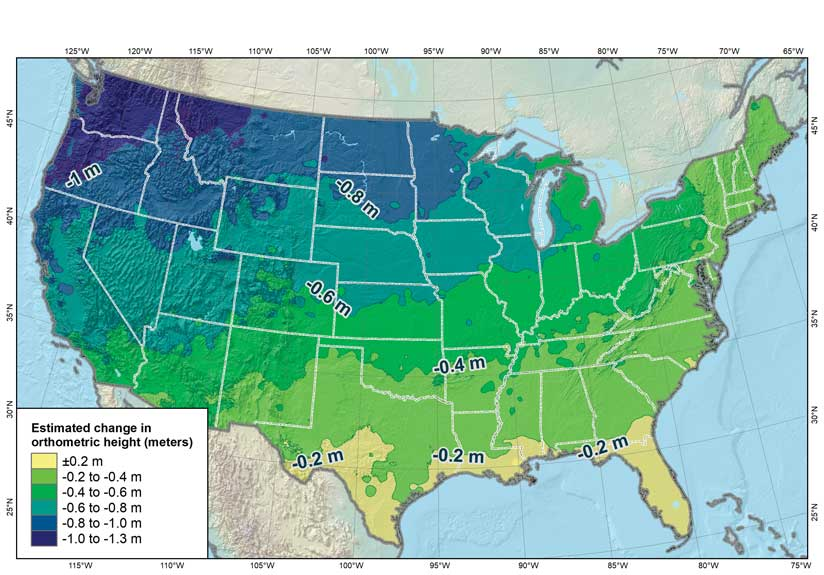 125°W 120°W 115°W 110°W 105°W 100°W 95°W 90°W 85°W 80°W 75°W 70°W 65°W
45°N 45°N
-1 m
-0.8 m
40°N 40°N
-0.6 m
35°N 35°N
-0.4 m
30°N 30°N
-0.2 m -0.2 m -0.2 m
Estimated change in
orthometric height (meters)
±0.2 m
-0.2 to -0.4 m
-0.4 to -0.6 m
-0.6 to -0.8 m
-0.8 to -1.0 m
-1.0 to -1.3 m
25°N 25°N
115°W 110°W 105°W 100°W 95°W 90°W 85°W 80°W 75°W